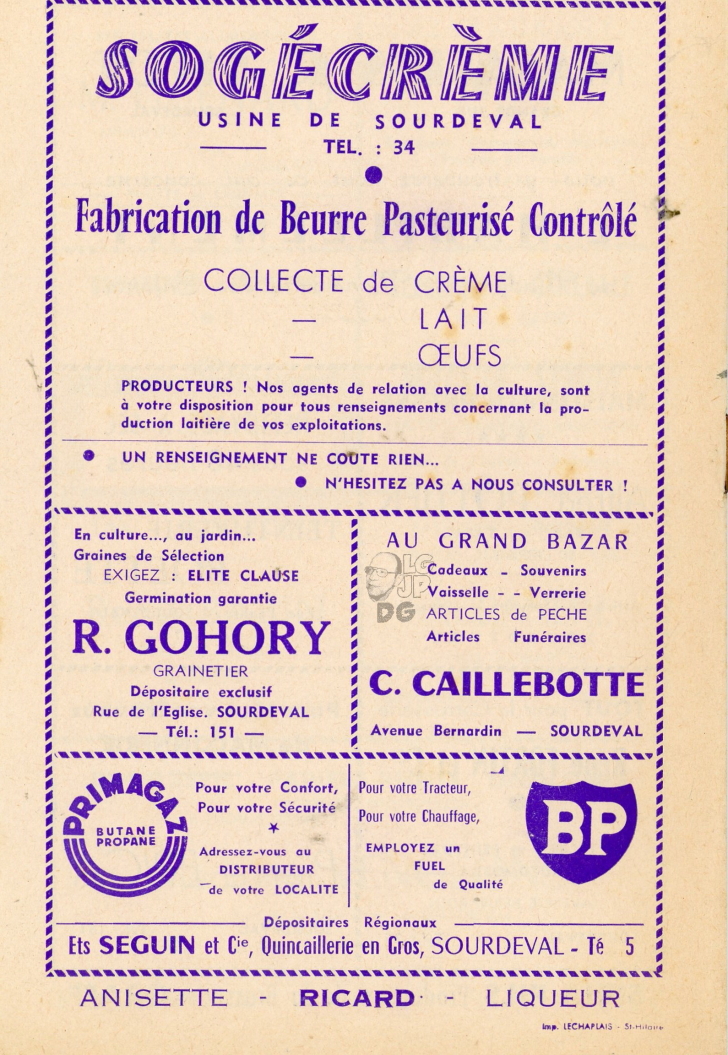 SOGÉCRÈME
USINE DE SOURDEVAL
TEL. : 34
Fabrication de Beurre Pasteurisé Contrôlé
COLLECTE de CRÈME
— LAIT
— ŒUFS
PRODUCTEURS ! Nos agents de relation avec la culture, sont
à votre disposition pour tous renseignements concernant la pro-
duction laitière de vos exploitations.
● UN RENSEIGNEMENT NE COUTE RIEN...
● N'HESITEZ PAS A NOUS CONSULTER !
En culture..., au jardin...
Graines de Sélection
EXIGEZ : ELITE CLAUSE
Germination garantie
R. GOHORY
GRAINETIER
Dépositaire exclusif
Rue de l'Eglise. SOURDEVAL
— Tél.: 151 —
AU GRAND BAZAR
Cadeaux - Souvenirs
Vaisselle - - Verrerie
ARTICLES de PECHE
Articles Funéraires
C. CAILLEBOTTE
Avenue Bernardin — SOURDEVAL
LG
JP
DG
PRIMAGAZ
BUTANE
PROPANE
Pour votre Confort,
Pour votre Sécurité
Adressez-vous au
DISTRIBUTEUR
de votre LOCALITE
Pour votre Tracteur,
Pour votre Chauffage,
EMPLOYEZ un
FUEL
de Qualité
BP
Dépositaires Régionaux
Ets SEGUIN et Cie, Quincaillerie en Gros, SOURDEVAL - Té 5
ANISETTE - RICARD - LIQUEUR
Imp. LECHAPLAIS - St-Hilaire